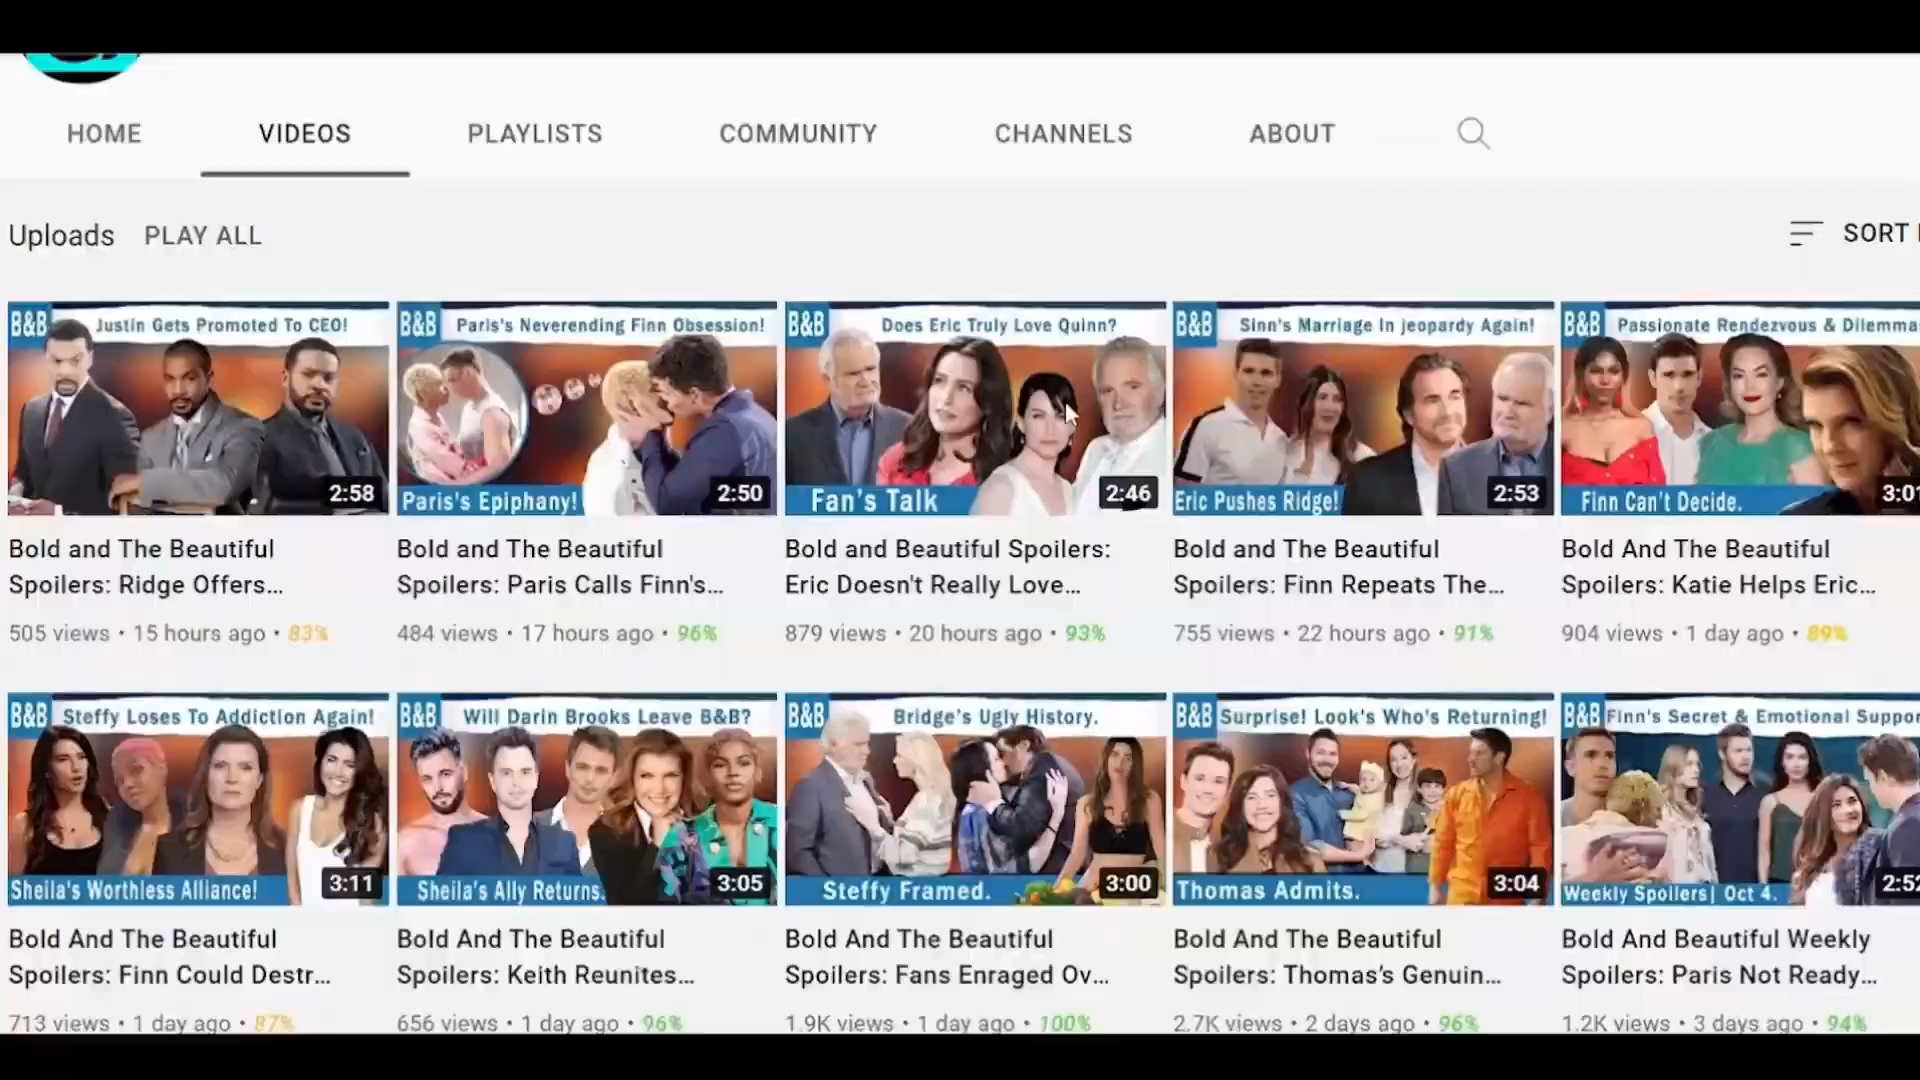 HOME VIDEOS PLAYLISTS COMMUNITY CHANNELS ABOUT
Uploads PLAY ALL SORT
B&B Justin Gets Promoted To CEO!
2:58
Bold and The Beautiful
Spoilers: Ridge Offers...
505 views • 15 hours ago • 83%
B&B Paris's Neverending Finn Obsession!
Paris's Epiphany! 2:50
Bold and The Beautiful
Spoilers: Paris Calls Finn's...
484 views • 17 hours ago • 96%
B&B Does Eric Truly Love Quinn?
Fan's Talk 2:46
Bold and Beautiful Spoilers:
Eric Doesn't Really Love...
879 views • 20 hours ago • 93%
B&B Sinn's Marriage In jeopardy Again!
Eric Pushes Ridge! 2:53
Bold and The Beautiful
Spoilers: Finn Repeats The...
755 views • 22 hours ago • 91%
B&B Passionate Rendezvous & Dilemma
Finn Can't Decide. 3:01
Bold And The Beautiful
Spoilers: Katie Helps Eric...
904 views • 1 day ago • 89%
B&B Steffy Loses To Addiction Again!
Sheila's Worthless Alliance! 3:11
Bold And The Beautiful
Spoilers: Finn Could Destr...
713 views • 1 day ago • 87%
B&B Will Darin Brooks Leave B&B?
Sheila's Ally Returns. 3:05
Bold And The Beautiful
Spoilers: Keith Reunites...
656 views • 1 day ago • 96%
B&B Bridge's Ugly History.
Steffy Framed. 3:00
Bold And The Beautiful
Spoilers: Fans Enraged Ov...
1.9K views • 1 day ago • 100%
B&B Surprise! Look's Who's Returning!
Thomas Admits. 3:04
Bold And The Beautiful
Spoilers: Thomas's Genuin...
2.7K views • 2 days ago • 96%
B&B Finn's Secret & Emotional Suppor
Weekly Spoilers| Oct 4. 2:52
Bold And Beautiful Weekly
Spoilers: Paris Not Ready...
1.2K views • 3 days ago • 94%